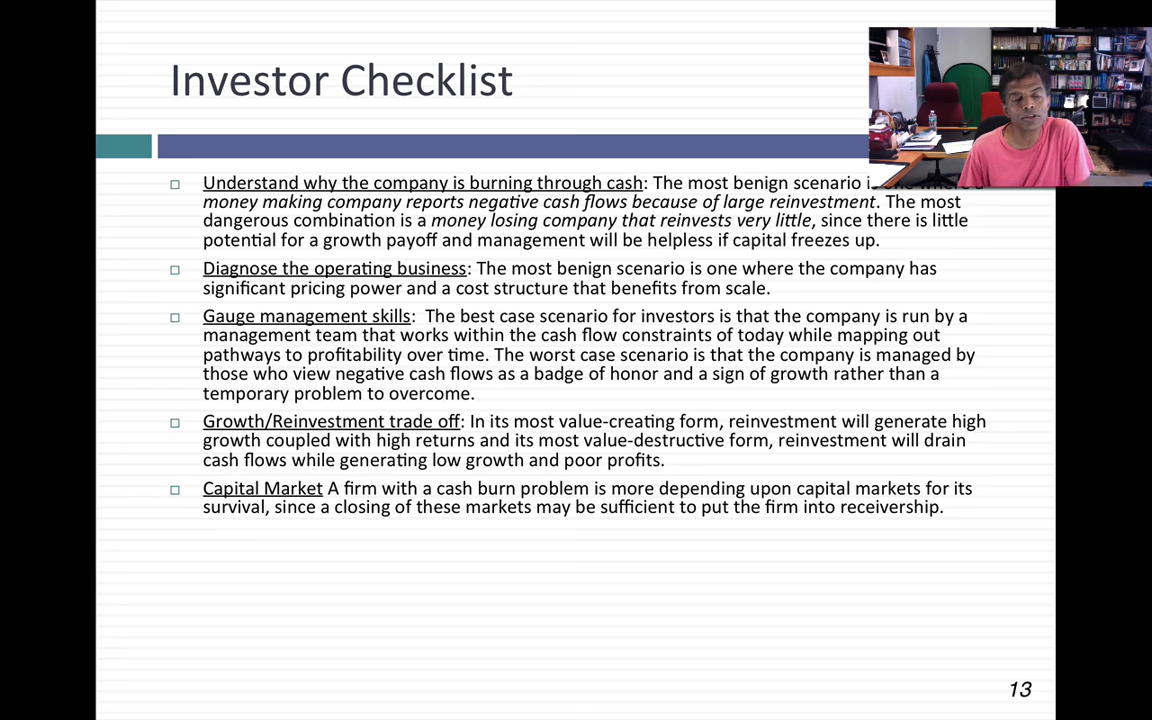 Investor Checklist
□ Understand why the company is burning through cash: The most benign scenario
money making company reports negative cash flows because of large reinvestment. The most
dangerous combination is a money losing company that reinvests very little, since there is little
potential for a growth payoff and management will be helpless if capital freezes up.
□ Diagnose the operating business: The most benign scenario is one where the company has
significant pricing power and a cost structure that benefits from scale.
□ Gauge management skills: The best case scenario for investors is that the company is run by a
management team that works within the cash flow constraints of today while mapping out
pathways to profitability over time. The worst case scenario is that the company is managed by
those who view negative cash flows as a badge of honor and a sign of growth rather than a
temporary problem to overcome.
□ Growth/Reinvestment trade off: In its most value-creating form, reinvestment will generate high
growth coupled with high returns and its most value-destructive form, reinvestment will drain
cash flows while generating low growth and poor profits.
□ Capital Market A firm with a cash burn problem is more depending upon capital markets for its
survival, since a closing of these markets may be sufficient to put the firm into receivership.
13